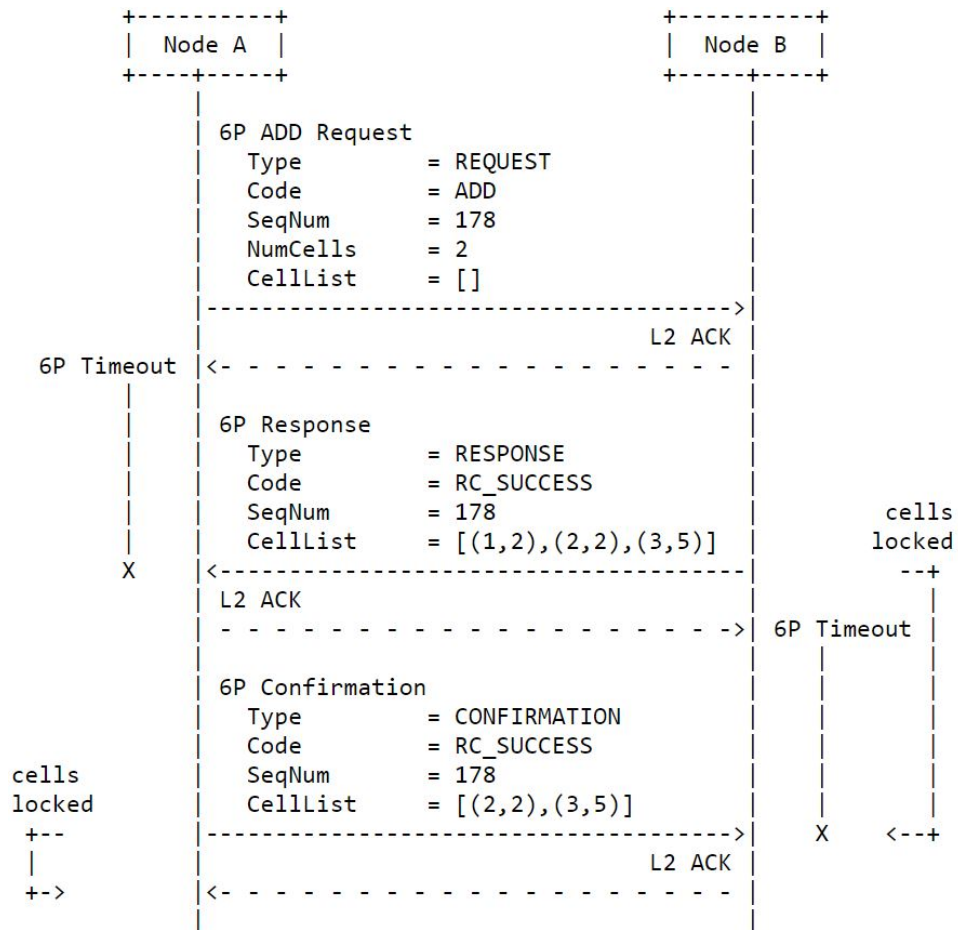 Node A Node B
6P ADD Request
Type = REQUEST
Code = ADD
SeqNum = 178
NumCells = 2
CellList = []
L2 ACK
6P Timeout
6P Response
Type = RESPONSE
Code = RC_SUCCESS
SeqNum = 178 cells
CellList = [(1,2),(2,2),(3,5)] locked
X
L2 ACK
6P Timeout
6P Confirmation
Type = CONFIRMATION
Code = RC_SUCCESS
cells SeqNum = 178
locked CellList = [(2,2),(3,5)]
X
L2 ACK